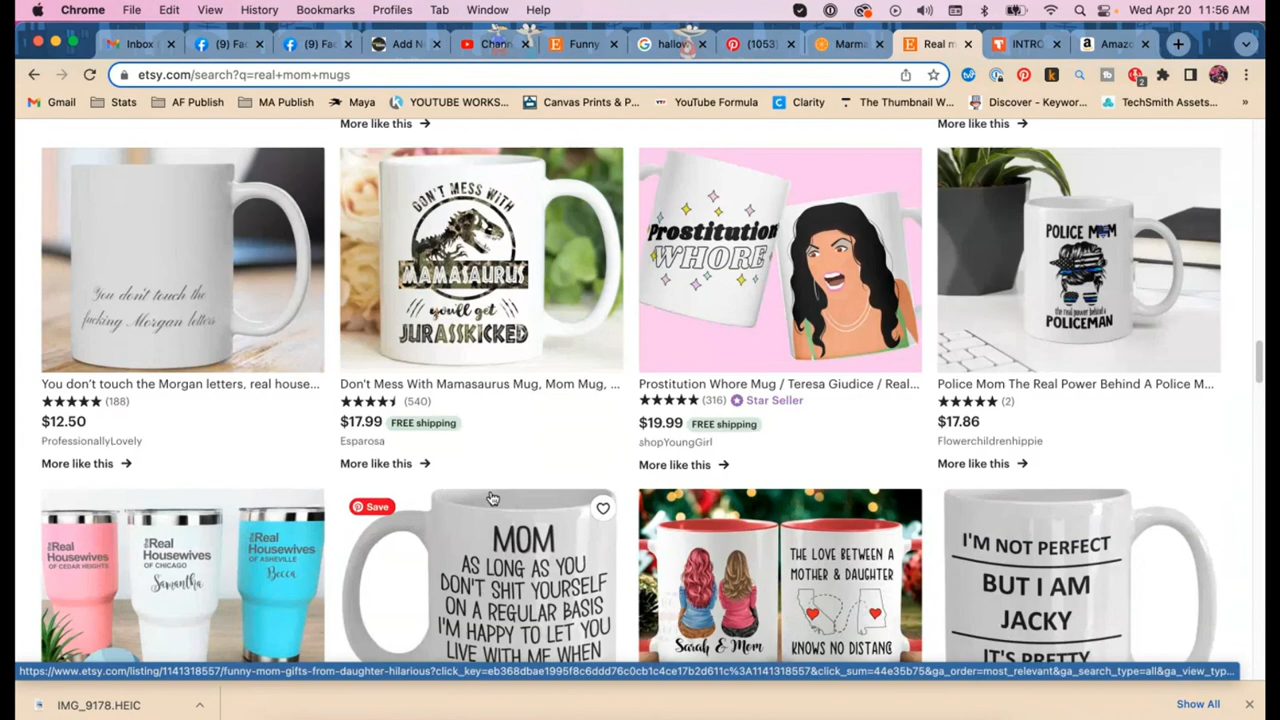 Chrome File Edit View History Bookmarks Profiles Tab Window Help Wed Apr 20 11:56 AM
Inbox (9) Fac (9) Fac Add N Chann Funny hallow (1053) Marma Real m INTRO Amazo
etsy.com/search?q=real+mom+mugs
Gmail Stats AF Publish MA Publish Maya YOUTUBE WORKS... Canvas Prints & P... YouTube Formula Clarity The Thumbnail W... Discover - Keywor... TechSmith Assets...
More like this → More like this →
You don't touch the
fucking Morgan letters
DON'T MESS WITH
MAMASAURUS
you'll get
JURASSKICKED
Prostitution
WHORE
POLICE MOM
the real power behind a
POLICEMAN
You don't touch the Morgan letters, real house... Don't Mess With Mamasaurus Mug, Mom Mug, ... Prostitution Whore Mug / Teresa Giudice / Real... Police Mom The Real Power Behind A Police M...
(188) (540) (316) Star Seller (2)
$12.50 $17.99 FREE shipping $19.99 FREE shipping $17.86
ProfessionallyLovely Esparosa shopYoungGirl Flowerchildrenhippie
More like this → More like this → More like this → More like this →
Real
Housewives
OF CEDAR HEIGHTS
Real
Housewives
OF CHICAGO
Samantha
Real
Housewives
OF ASHEVILLE
Becca
Save
MOM
AS LONG AS YOU
DON'T SHIT YOURSELF
ON A REGULAR BASIS
I'M HAPPY TO LET YOU
LIVE WITH ME WHEN
Sarah & Mom
THE LOVE BETWEEN A
MOTHER & DAUGHTER
KNOWS NO DISTANC
I'M NOT PERFECT
BUT I AM
JACKY
IT'S PRETTY
https://www.etsy.com/listing/1141318557/funny-mom-gifts-from-daughter-hilarious?click_key=eb368dbae1995f8c6ddd76c0cb1c4ce17b2d611c%3A1141318557&click_sum=44e35b75&ga_order=most_relevant&ga_search_type=all&ga_view_typ...
IMG_9178.HEIC Show All